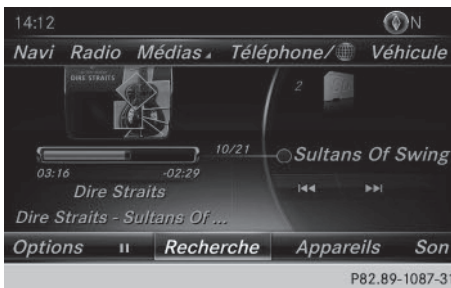 14:12 N
Navi Radio Médias Téléphone/ Véhicule
DIRE STRAITS
2
10/21 Sultans Of Swing
03:16 -02:29
Dire Straits
Dire Straits - Sultans Of ...
Options Recherche Appareils Son
P82.89-1087-31